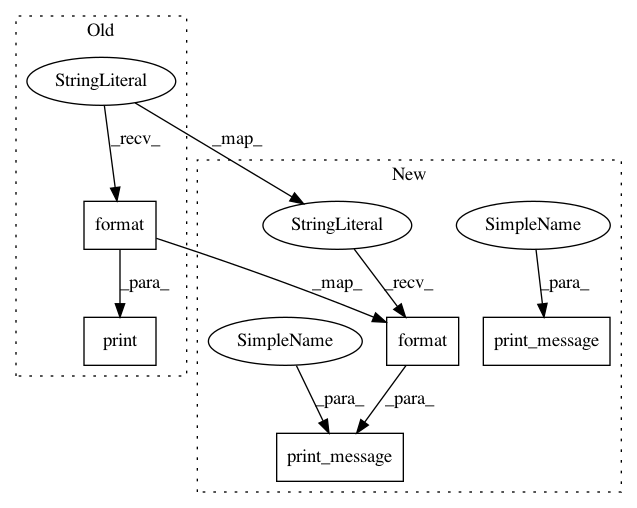 Old
StringLiteral
_recv_
_map_
New
format
StringLiteral
SimpleName
_para_
_map_
_recv_
_para_
print
SimpleName
format
print_message
_para_
_para_
print_message